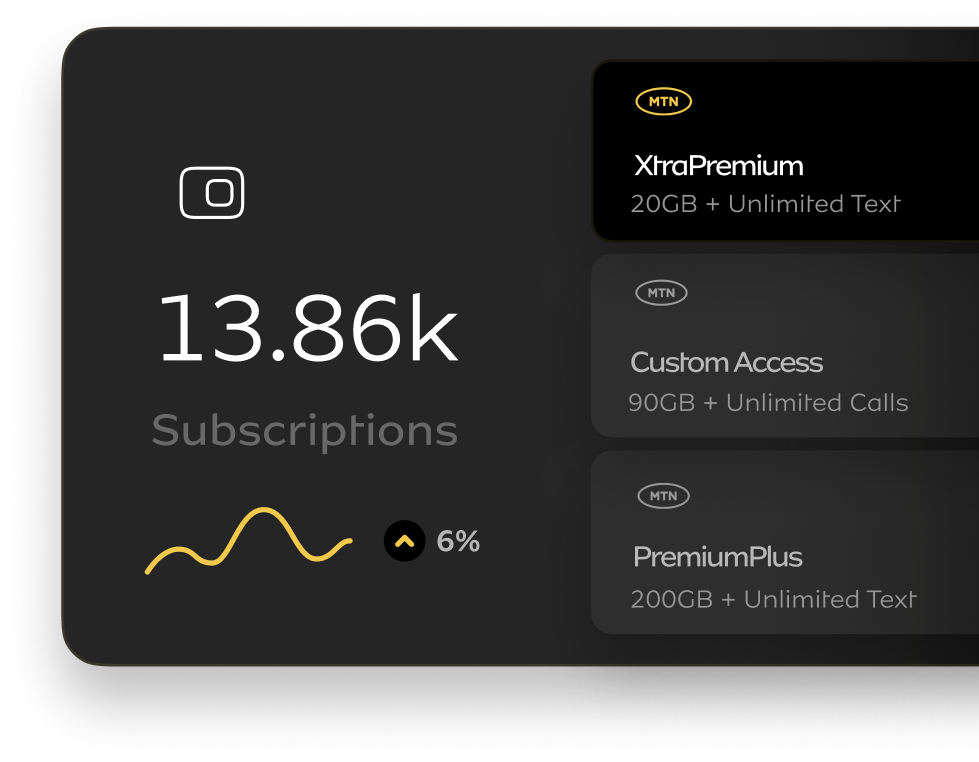 13.86k
Subscriptions
6%
MTN
XtraPremium
20GB + Unlimited Text
MTN
Custom Access
90GB + Unlimited Calls
MTN
PremiumPlus
200GB + Unlimited Text